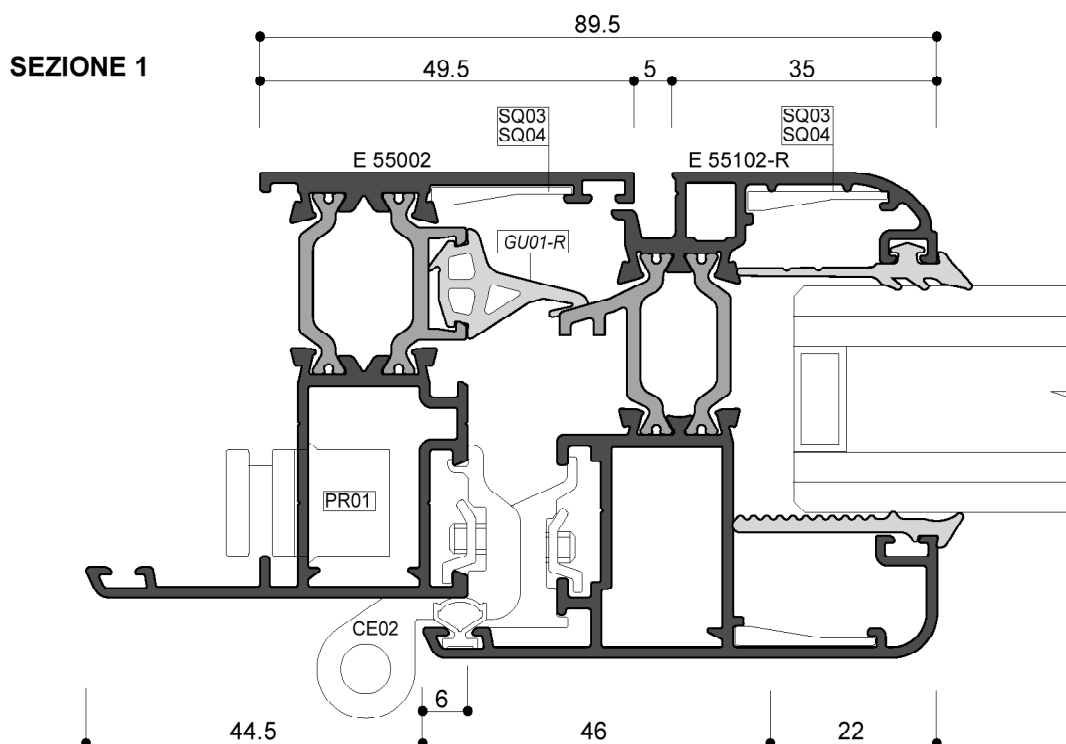 89.5
SEZIONE 1
49.5 5 35
SQ03
SQ04
SQ03
SQ04
E 55002
E 55102-R
GU01-R
PR01
CE02
6
44.5 46 22